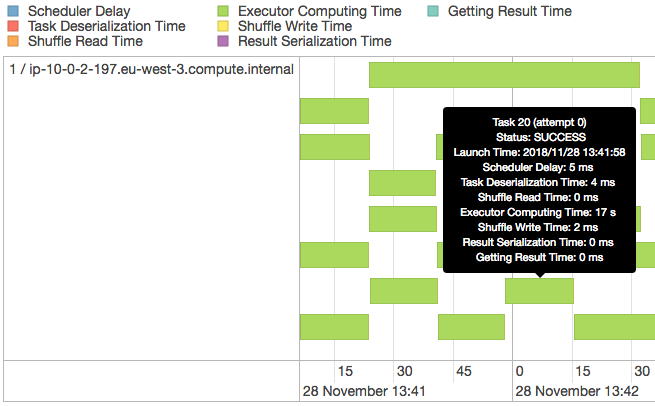 Scheduler Delay
Executor Computing Time
Getting Result Time
Task Deserialization Time
Shuffle Write Time
Shuffle Read Time
Result Serialization Time
1 / ip-10-0-2-197.eu-west-3.compute.internal
Task 20 (attempt 0)
Status: SUCCESS
Launch Time: 2018/11/28 13:41:58
Scheduler Delay: 5 ms
Task Deserialization Time: 4 ms
Shuffle Read Time: 0 ms
Executor Computing Time: 17 s
Shuffle Write Time: 2 ms
Result Serialization Time: 0 ms
Getting Result Time: 0 ms
15 30 45 0 15 30
28 November 13:41 28 November 13:42